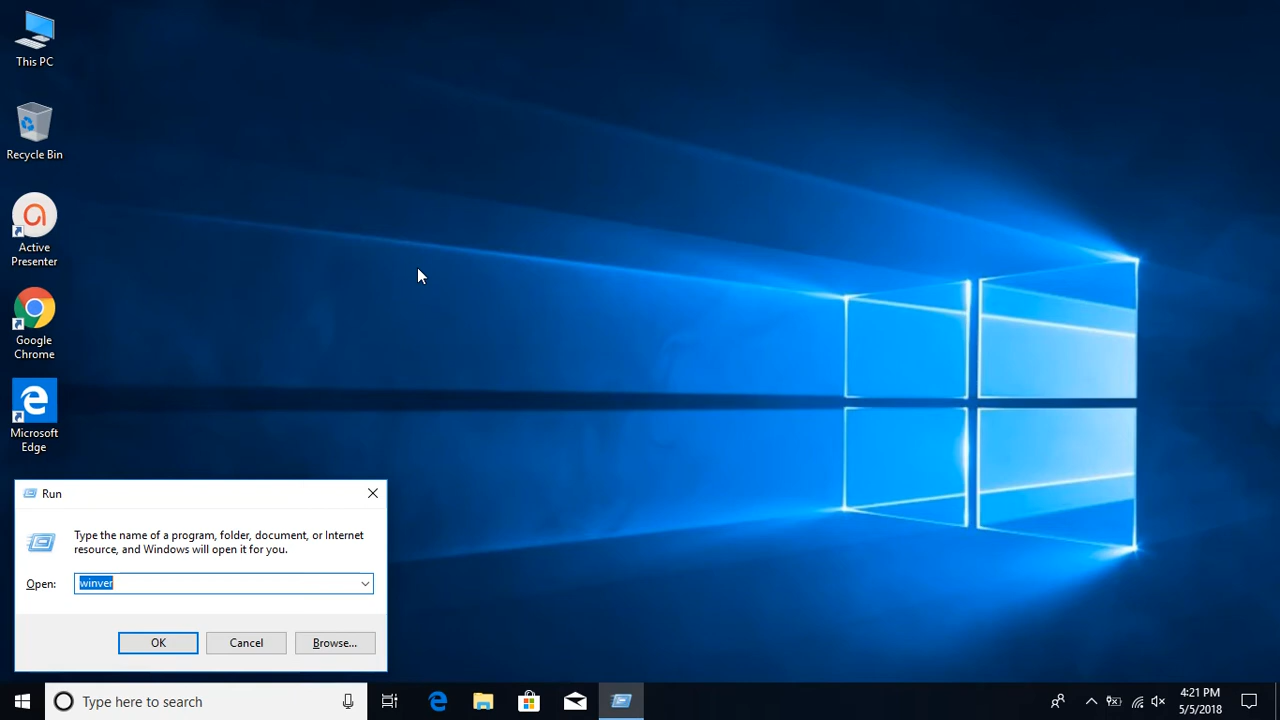 This PC
Recycle Bin
Active
Presenter
Google
Chrome
Microsoft
Edge
Run
Type the name of a program, folder, document, or Internet
resource, and Windows will open it for you.
Open:
winver
OK
Cancel
Browse...
Type here to search
4:21 PM
5/5/2018